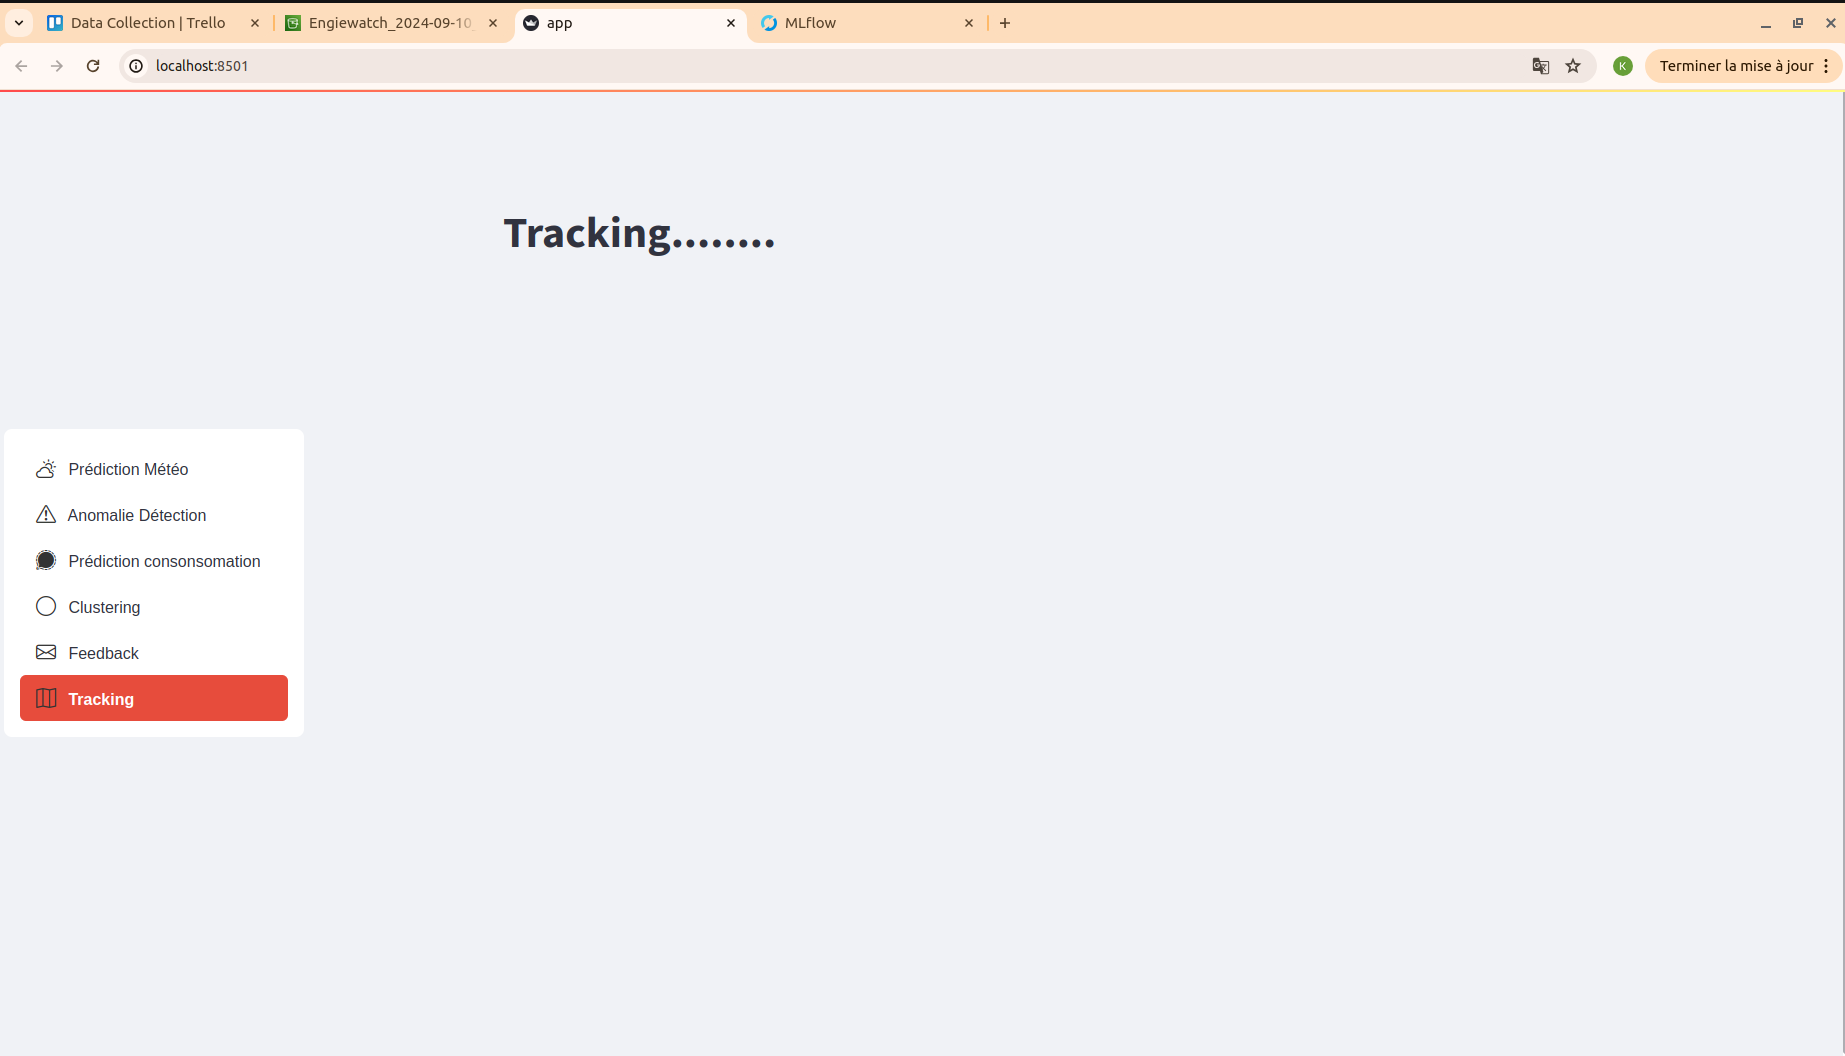 Data Collection | Trello
Engiewatch_2024-09-10
app
MLflow
localhost:8501
K
Terminer la mise à jour
Tracking........
Prédiction Météo
Anomalie Détection
Prédiction consonsomation
Clustering
Feedback
Tracking